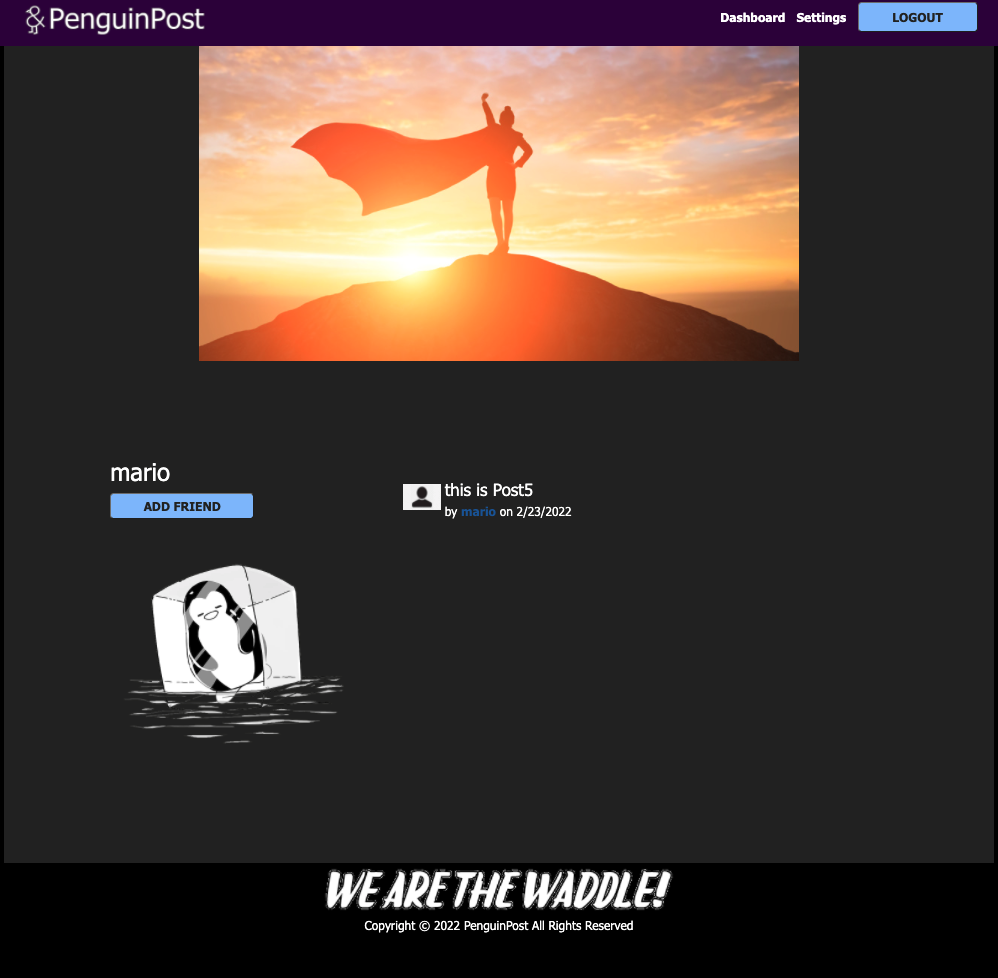 PenguinPost
Dashboard Settings LOGOUT
mario
ADD FRIEND
this is Post5
by mario on 2/23/2022
WE ARE THE WADDLE!
Copyright © 2022 PenguinPost All Rights Reserved